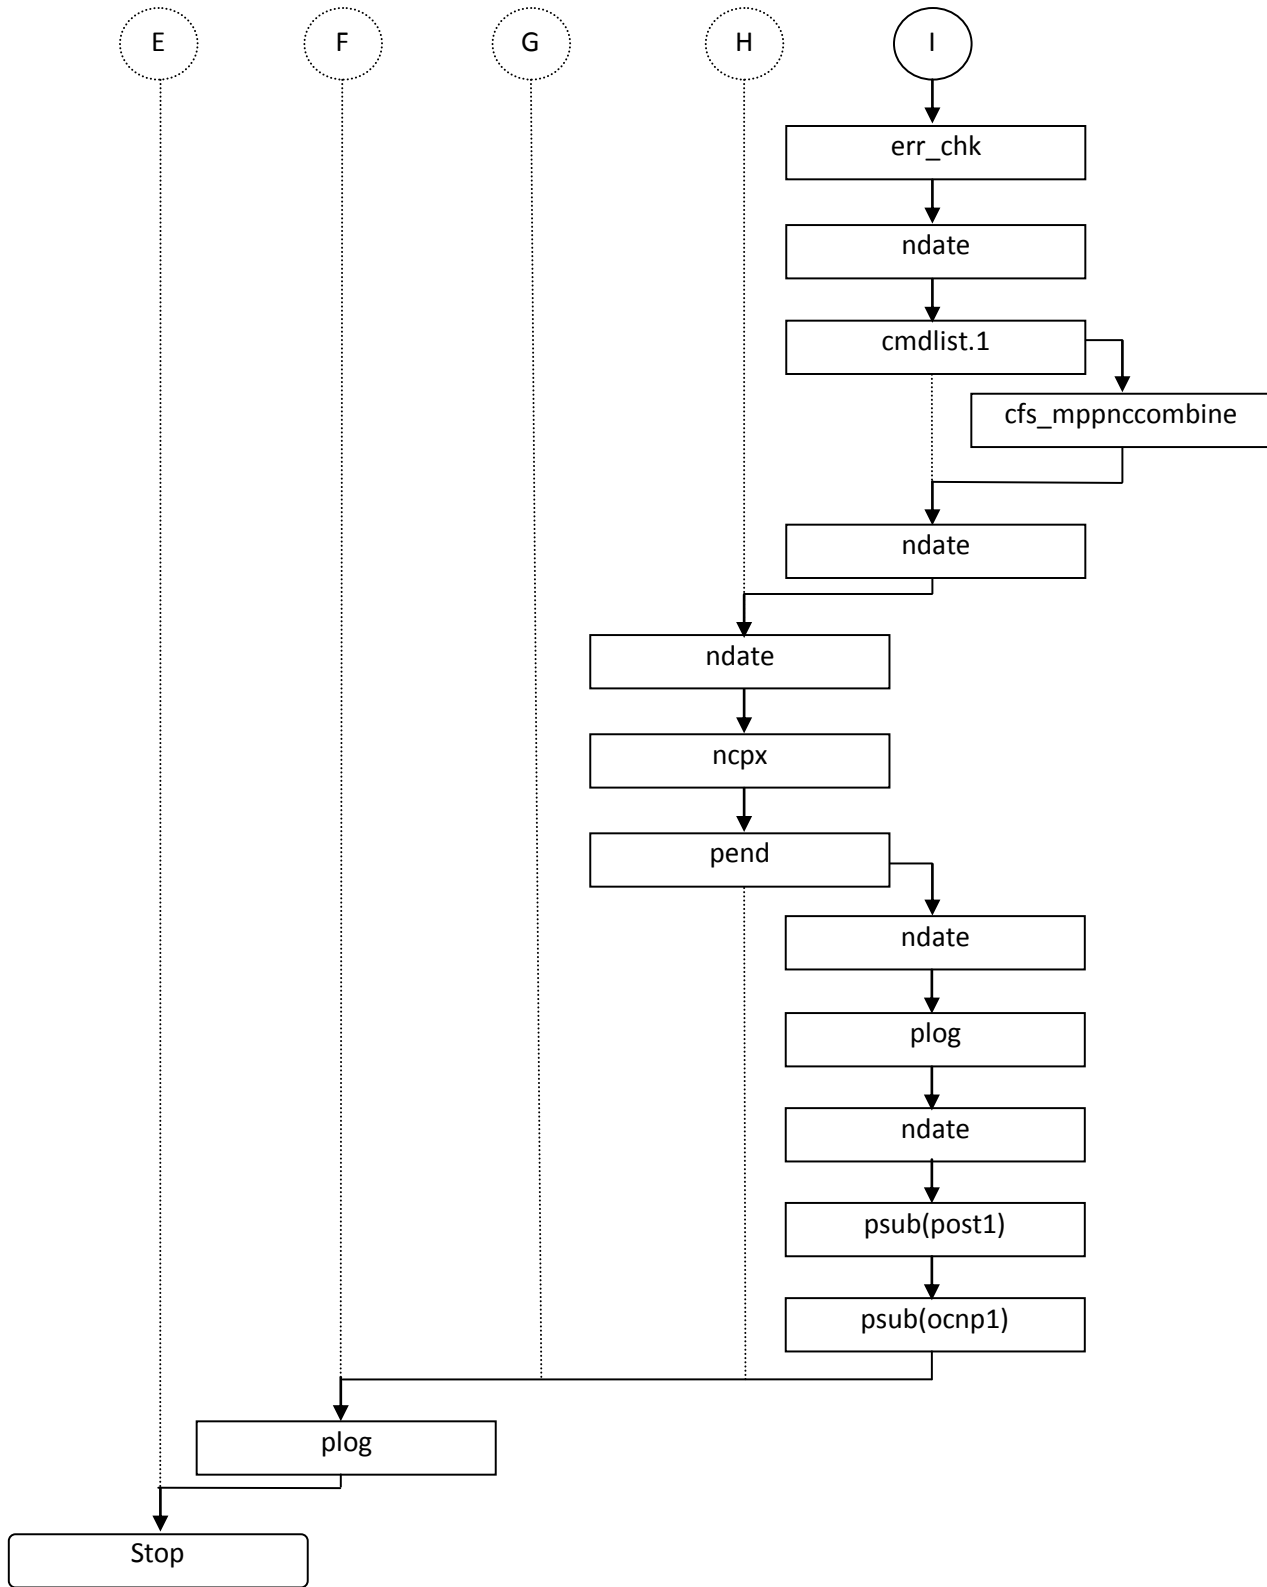 E F G H I
err_chk
ndate
cmdlist.1
cfs_mppnccombine
ndate
ndate
ncpx
pend
ndate
plog
ndate
psub(post1)
psub(ocnp1)
plog
Stop